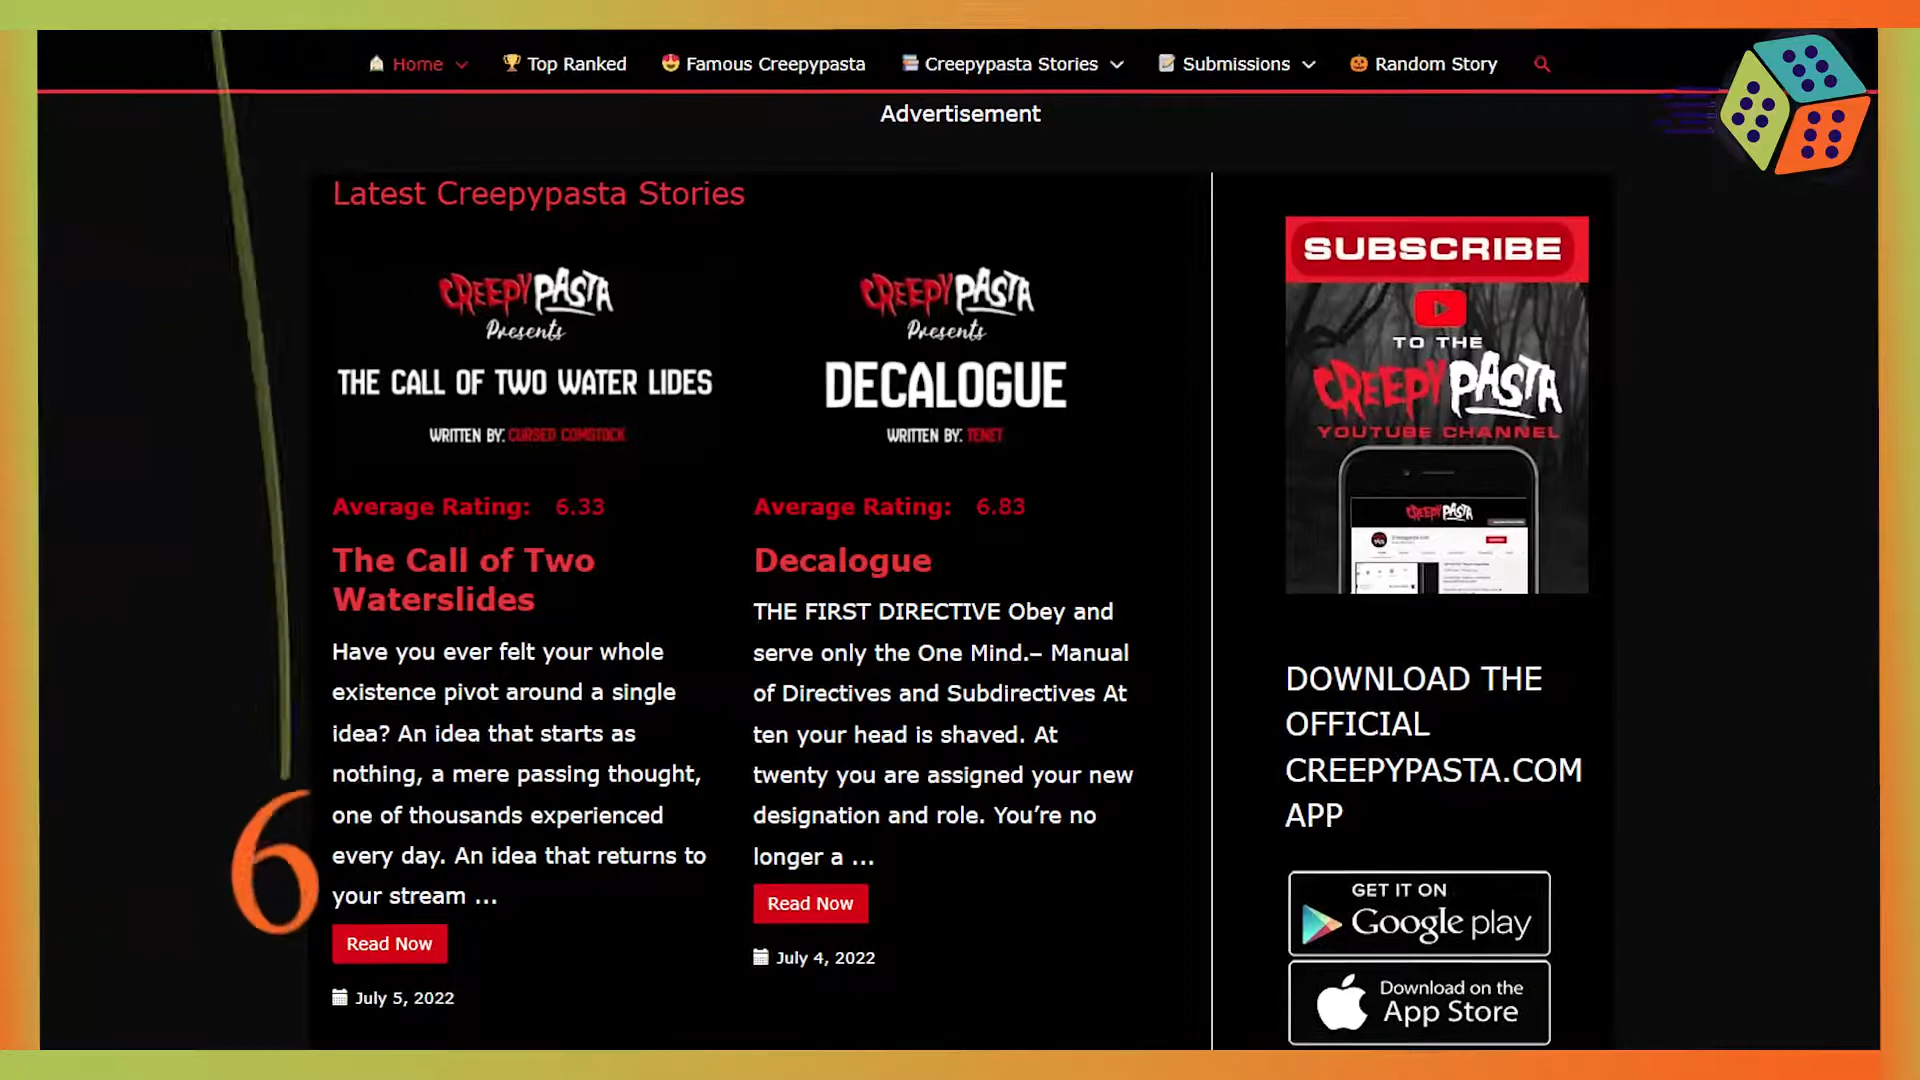 Home
Top Ranked
Famous Creepypasta
Creepypasta Stories
Submissions
Random Story
Advertisement
Latest Creepypasta Stories
CREEPYPASTA
Presents
THE CALL OF TWO WATER LIDES
WRITTEN BY: CURSED COMSTOCK
Average Rating: 6.33
The Call of Two
Waterslides
Have you ever felt your whole
existence pivot around a single
idea? An idea that starts as
nothing, a mere passing thought,
one of thousands experienced
every day. An idea that returns to
your stream ...
Read Now
July 5, 2022
CREEPYPASTA
Presents
DECALOGUE
WRITTEN BY: TENET
Average Rating: 6.83
Decalogue
THE FIRST DIRECTIVE Obey and
serve only the One Mind.– Manual
of Directives and Subdirectives At
ten your head is shaved. At
twenty you are assigned your new
designation and role. You’re no
longer a ...
Read Now
July 4, 2022
SUBSCRIBE
TO THE
CREEPYPASTA
YOUTUBE CHANNEL
CREEPYPASTA
DOWNLOAD THE
OFFICIAL
CREEPYPASTA.COM
APP
GET IT ON
Google play
Download on the
App Store
6